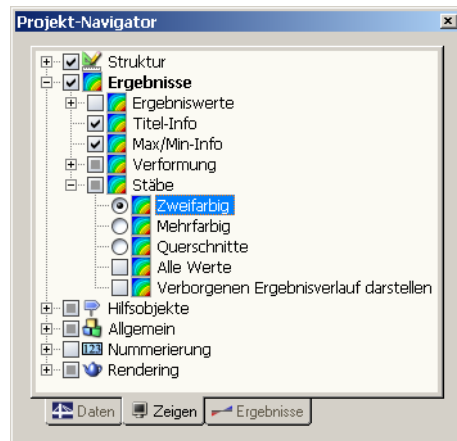 Projekt-Navigator
Struktur
Ergebnisse
Ergebniswerte
Titel-Info
Max/Min-Info
Verformung
Stäbe
Zweifarbig
Mehrfarbig
Querschnitte
Alle Werte
Verborgenen Ergebnisverlauf darstellen
Hilfsobjekte
Allgemein
123 Nummerierung
Rendering
Daten Zeigen Ergebnisse